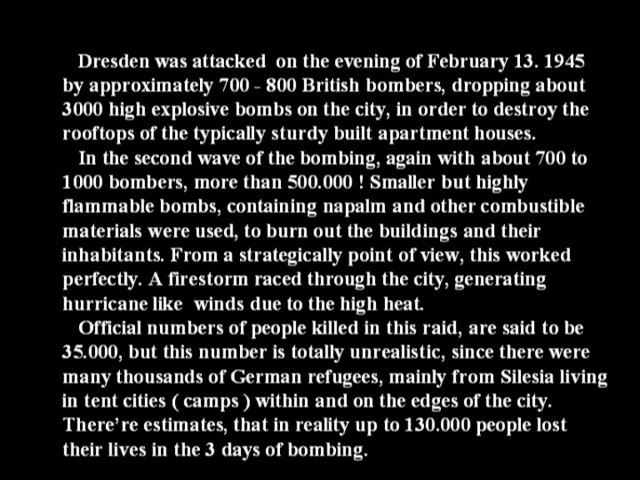 Dresden was attacked on the evening of February 13. 1945
by approximately 700 - 800 British bombers, dropping about
3000 high explosive bombs on the city, in order to destroy the
rooftops of the typically sturdy built apartment houses.
In the second wave of the bombing, again with about 700 to
1000 bombers, more than 500.000 ! Smaller but highly
flammable bombs, containing napalm and other combustible
materials were used, to burn out the buildings and their
inhabitants. From a strategically point of view, this worked
perfectly. A firestorm raced through the city, generating
hurricane like winds due to the high heat.
Official numbers of people killed in this raid, are said to be
35.000, but this number is totally unrealistic, since there were
many thousands of German refugees, mainly from Silesia living
in tent cities ( camps ) within and on the edges of the city.
There're estimates, that in reality up to 130.000 people lost
their lives in the 3 days of bombing.